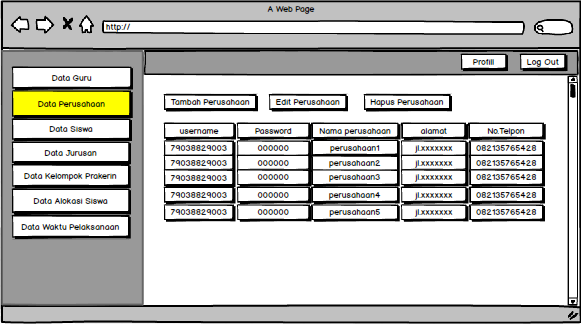 A Web Page
http://
Profill Log Out
Data Guru
Data Perusahaan
Data Siswa
Data Jurusan
Data Kelompok Prakerin
Data Alokasi Siswa
Data Waktu Pelaksanaan
Tambah Perusahaan Edit Perusahaan Hapus Perusahaan
username Password Nama perusahaan alamat No.Telpon
79038829003 000000 perusahaan1 jl.xxxxxxx 082135765428
79038829003 000000 perusahaan2 jl.xxxxxxx 082135765428
79038829003 000000 perusahaan3 jl.xxxxxxx 082135765428
79038829003 000000 perusahaan4 jl.xxxxxxx 082135765428
79038829003 000000 perusahaan5 jl.xxxxxxx 082135765428